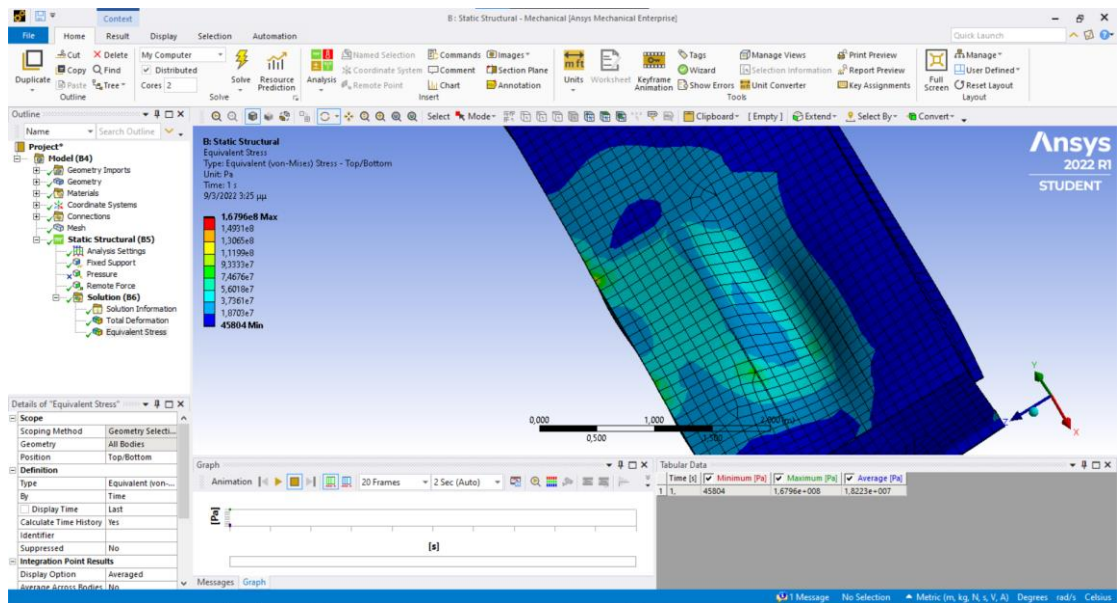 Context
B : Static Structural - Mechanical [Ansys Mechanical Enterprise]
File Home Result Display Selection Automation
Quick Launch
Duplicate Cut Copy Paste Delete Find Tree
Outline
My Computer
Distributed
Cores 2
Solve Resource Prediction
Solve
Analysis Named Selection Coordinate System Remote Point Commands Comment Chart Images Section Plane Annotation
Insert
Units Worksheet Keyframe Animation Tags Wizard Show Errors Manage Views Selection Information Unit Converter Print Preview Report Preview Key Assignments
Tools
Full Screen Manage User Defined Reset Layout
Layout
Outline
Name Search Outline
Select Mode Clipboard [Empty] Extend Select By Convert
Project*
Model (B4)
Geometry Imports
Geometry
Materials
Coordinate Systems
Connections
Mesh
Static Structural (B5)
Analysis Settings
Fixed Support
Pressure
Remote Force
Solution (B6)
Solution Information
Total Deformation
Equivalent Stress
B: Static Structural
Equivalent Stress
Type: Equivalent (von-Mises) Stress - Top/Bottom
Unit: Pa
Time: 1 s
9/3/2022 3:25 μμ
1,6796e8 Max
1,4931e8
1,3065e8
1,1199e8
9,3333e7
7,4676e7
5,6018e7
3,7361e7
1,8703e7
45804 Min
Ansys
2022 R1
STUDENT
0,000 1,000
0,500
Y
X
Details of "Equivalent Stress"
Scope
Scoping Method Geometry Selecti...
Geometry All Bodies
Position Top/Bottom
Definition
Type Equivalent (von-...
By Time
Display Time Last
Calculate Time History Yes
Identifier
Suppressed No
Integration Point Results
Display Option Averaged
Average Across Bodies No
Graph
Animation 20 Frames 2 Sec (Auto)
[Pa]
[s]
Messages Graph
Tabular Data
Time [s] Minimum [Pa] Maximum [Pa] Average [Pa]
1 1, 45804 1,6796e+008 1,8223e+007
1 Message No Selection Metric (m, kg, N, s, V, A) Degrees rad/s Celsius